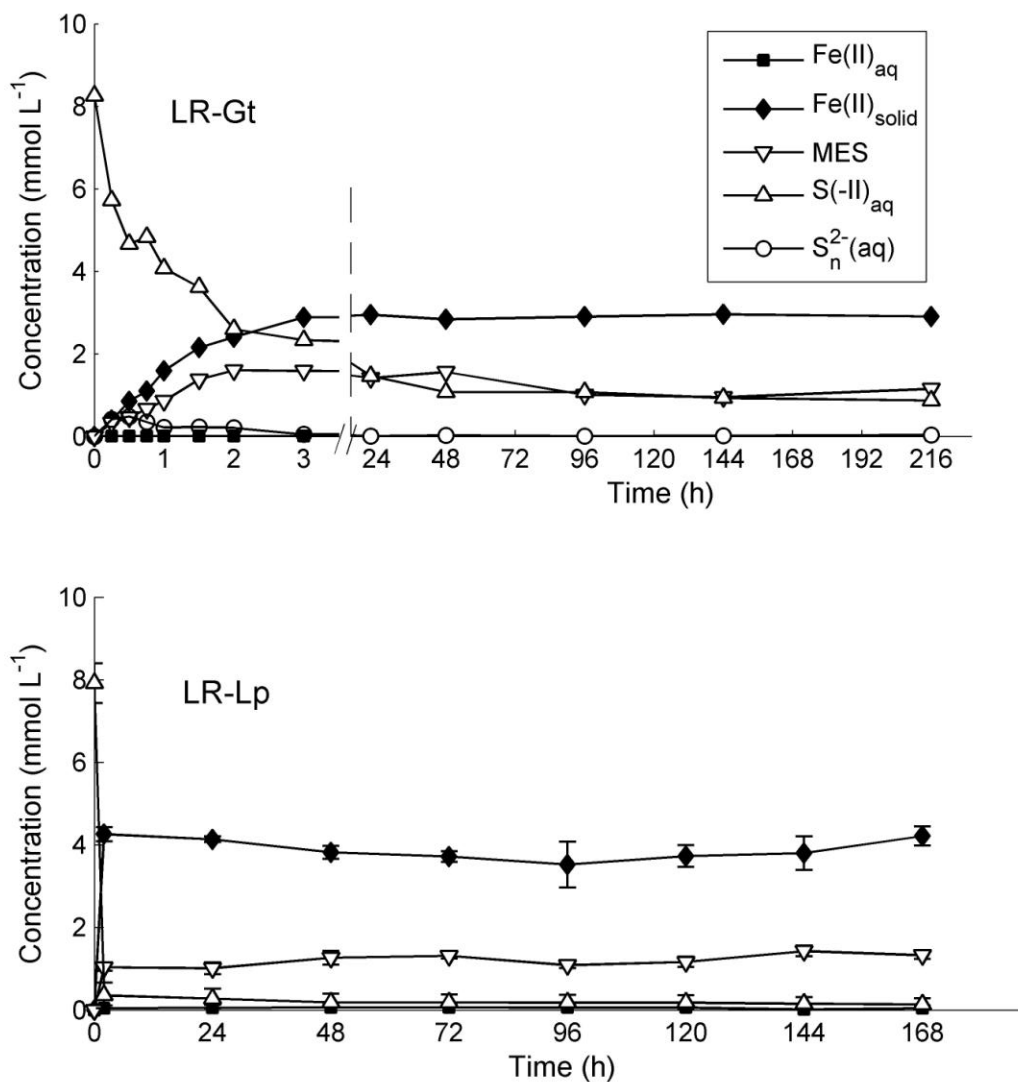 10
8
6
4
2
0
Concentration (mmol L⁻¹)
LR-Gt
Fe(II)aq
Fe(II)solid
MES
S(-II)aq
Sn²⁻(aq)
0 1 2 3 24 48 72 96 120 144 168 192 216
Time (h)
10
8
6
4
2
0
Concentration (mmol L⁻¹)
LR-Lp
0 24 48 72 96 120 144 168
Time (h)